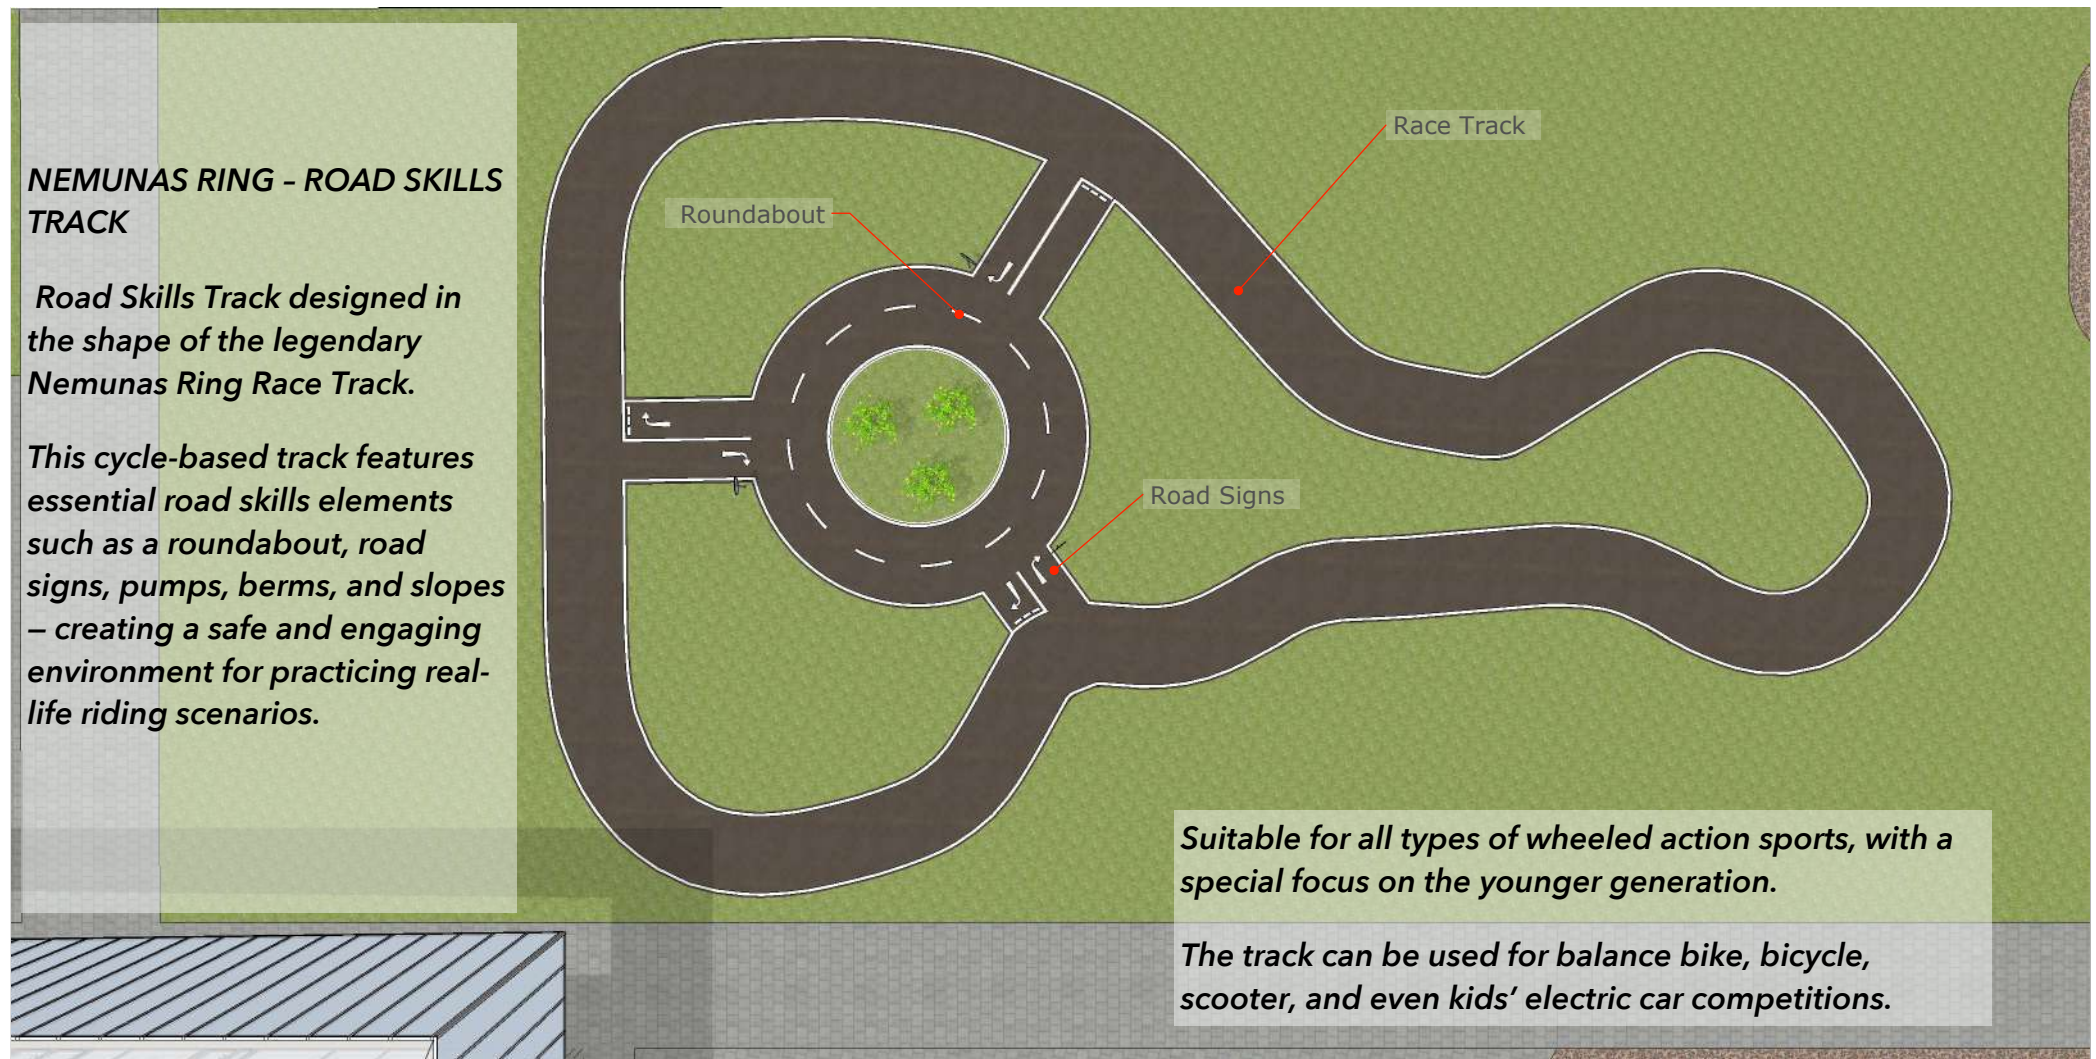 NEMUNAS RING – ROAD SKILLS
TRACK
Road Skills Track designed in
the shape of the legendary
Nemunas Ring Race Track.
This cycle-based track features
essential road skills elements
such as a roundabout, road
signs, pumps, berms, and slopes
– creating a safe and engaging
environment for practicing real-
life riding scenarios.
Roundabout
Race Track
Road Signs
Suitable for all types of wheeled action sports, with a
special focus on the younger generation.
The track can be used for balance bike, bicycle,
scooter, and even kids’ electric car competitions.